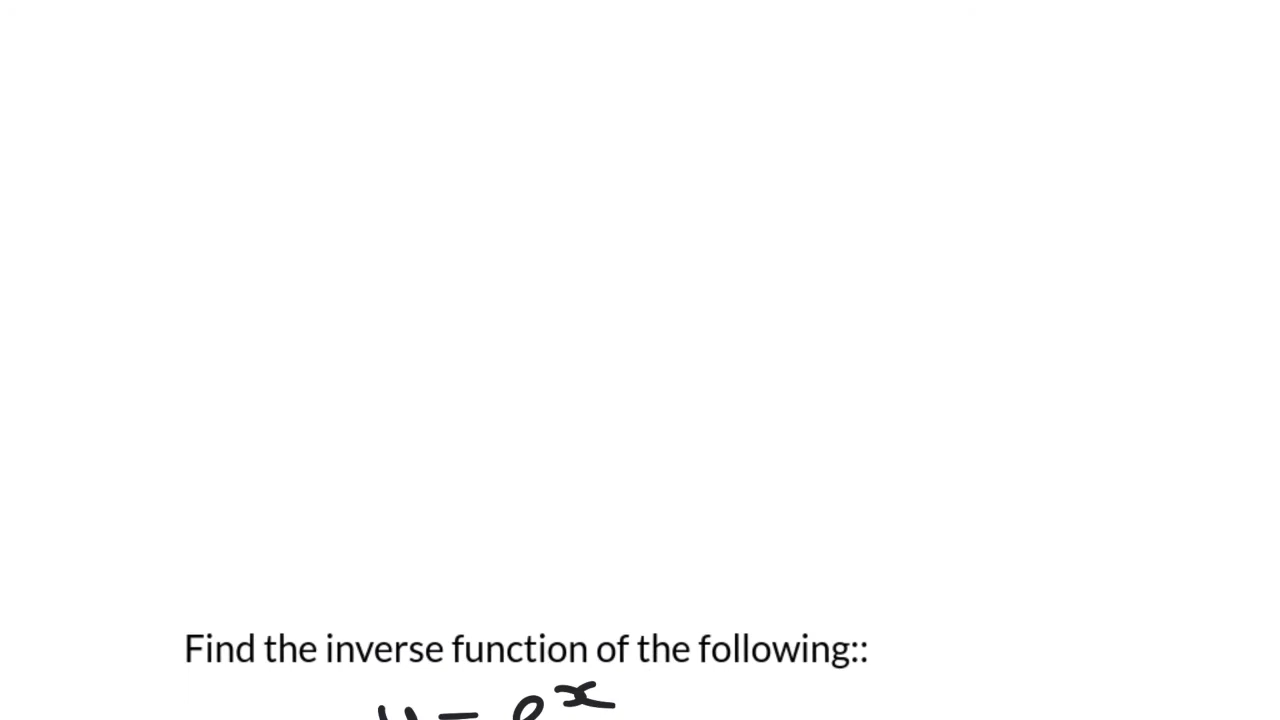 Find the inverse function of the following::
y = e^x